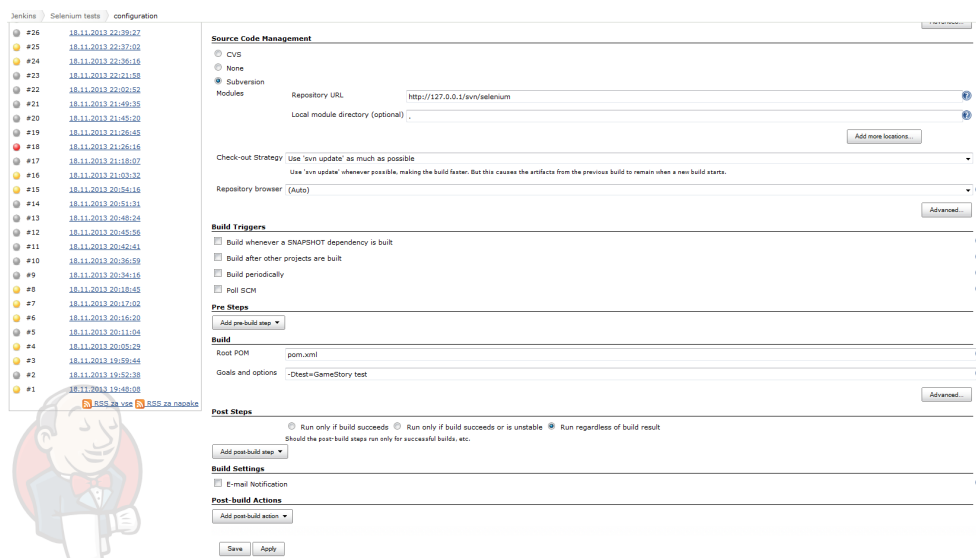 Jenkins Selenium tests configuration
#26 18.11.2013 22:39:27
#25 18.11.2013 22:37:02
#24 18.11.2013 22:36:16
#23 18.11.2013 22:21:58
#22 18.11.2013 22:02:52
#21 18.11.2013 21:49:35
#20 18.11.2013 21:45:20
#19 18.11.2013 21:26:45
#18 18.11.2013 21:26:16
#17 18.11.2013 21:18:07
#16 18.11.2013 21:03:32
#15 18.11.2013 20:54:16
#14 18.11.2013 20:51:31
#13 18.11.2013 20:48:24
#12 18.11.2013 20:45:56
#11 18.11.2013 20:42:41
#10 18.11.2013 20:36:59
#9 18.11.2013 20:34:16
#8 18.11.2013 20:18:45
#7 18.11.2013 20:17:02
#6 18.11.2013 20:16:20
#5 18.11.2013 20:11:04
#4 18.11.2013 20:05:29
#3 18.11.2013 19:59:44
#2 18.11.2013 19:52:38
#1 18.11.2013 19:48:08
RSS za vse RSS za napake
Advanced...
Source Code Management
CVS
None
Subversion
Modules Repository URL http://127.0.0.1/svn/selenium
Local module directory (optional) .
Add more locations...
Check-out Strategy Use 'svn update' as much as possible
Use 'svn update' whenever possible, making the build faster. But this causes the artifacts from the previous build to remain when a new build starts.
Repository browser (Auto)
Advanced...
Build Triggers
Build whenever a SNAPSHOT dependency is built
Build after other projects are built
Build periodically
Poll SCM
Pre Steps
Add pre-build step
Build
Root POM pom.xml
Goals and options -Dtest=GameStory test
Advanced...
Post Steps
Run only if build succeeds Run only if build succeeds or is unstable Run regardless of build result
Should the post-build steps run only for successful builds, etc.
Add post-build step
Build Settings
E-mail Notification
Post-build Actions
Add post-build action
Save Apply